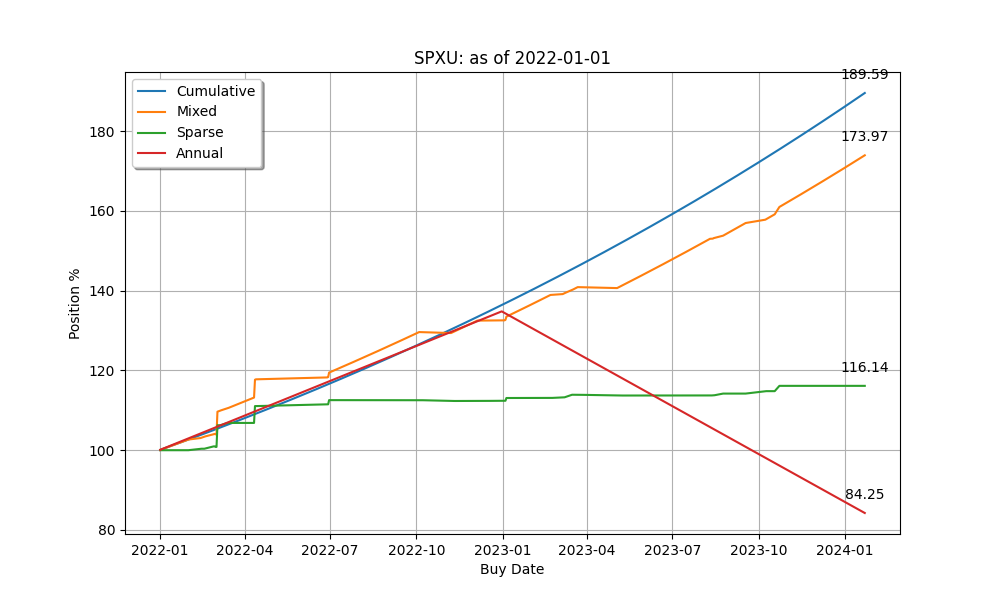 SPXU: as of 2022-01-01
189.59
Cumulative
Mixed
Sparse
Annual
173.97
116.14
84.25
180
160
140
120
100
80
Position %
2022-01 2022-04 2022-07 2022-10 2023-01 2023-04 2023-07 2023-10 2024-01
Buy Date